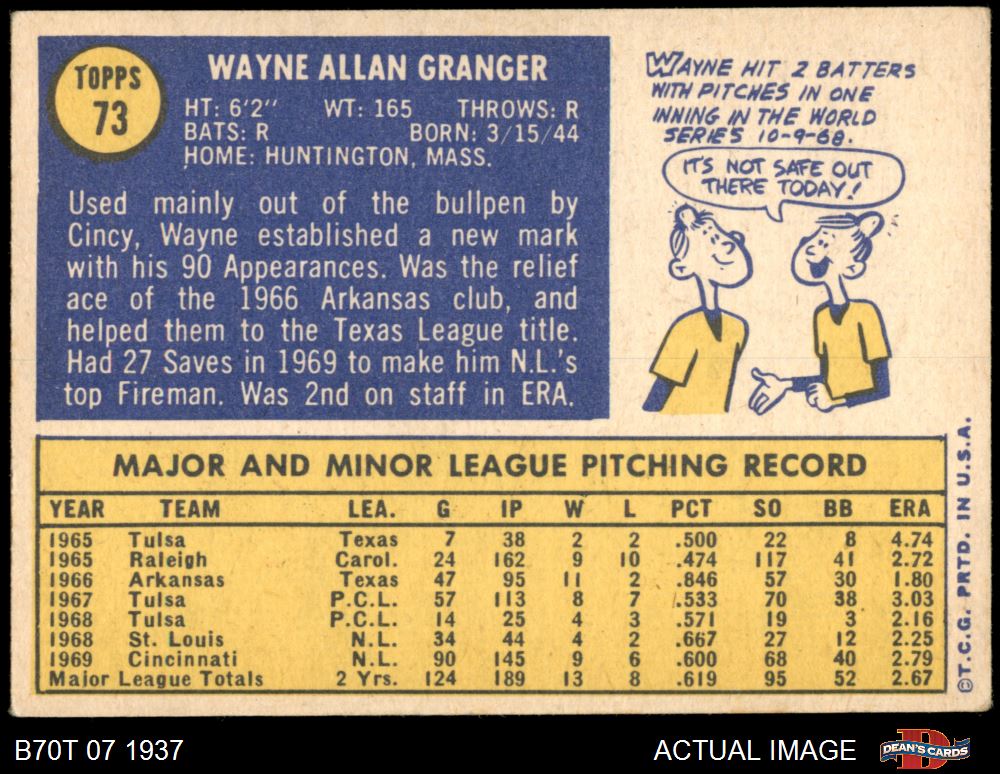 TOPPS
73
WAYNE ALLAN GRANGER
HT: 6'2" WT: 165 THROWS: R
BATS: R BORN: 3/15/44
HOME: HUNTINGTON, MASS.
Used mainly out of the bullpen by
Cincy, Wayne established a new mark
with his 90 Appearances. Was the relief
ace of the 1966 Arkansas club, and
helped them to the Texas League title.
Had 27 Saves in 1969 to make him N.L.'s
top Fireman. Was 2nd on staff in ERA.
WAYNE HIT 2 BATTERS
WITH PITCHES IN ONE
INNING IN THE WORLD
SERIES 10-9-68.
IT'S NOT SAFE OUT
THERE TODAY!
MAJOR AND MINOR LEAGUE PITCHING RECORD
YEAR TEAM LEA. G IP W L PCT SO BB ERA
1965 Tulsa Texas 7 38 2 2 .500 22 8 4.74
1965 Raleigh Carol. 24 162 9 10 .474 117 41 2.72
1966 Arkansas Texas 47 95 11 2 .846 57 30 1.80
1967 Tulsa P.C.L. 57 113 8 7 .533 70 38 3.03
1968 Tulsa P.C.L. 14 25 4 3 .571 19 3 2.16
1968 St. Louis N.L. 34 44 4 2 .667 27 12 2.25
1969 Cincinnati N.L. 90 145 9 6 .600 68 40 2.79
Major League Totals 2 Yrs. 124 189 13 8 .619 95 52 2.67
©T.C.G. PRTD. IN U.S.A.
B70T 07 1937
ACTUAL IMAGE
B
DEAN'S CARDS